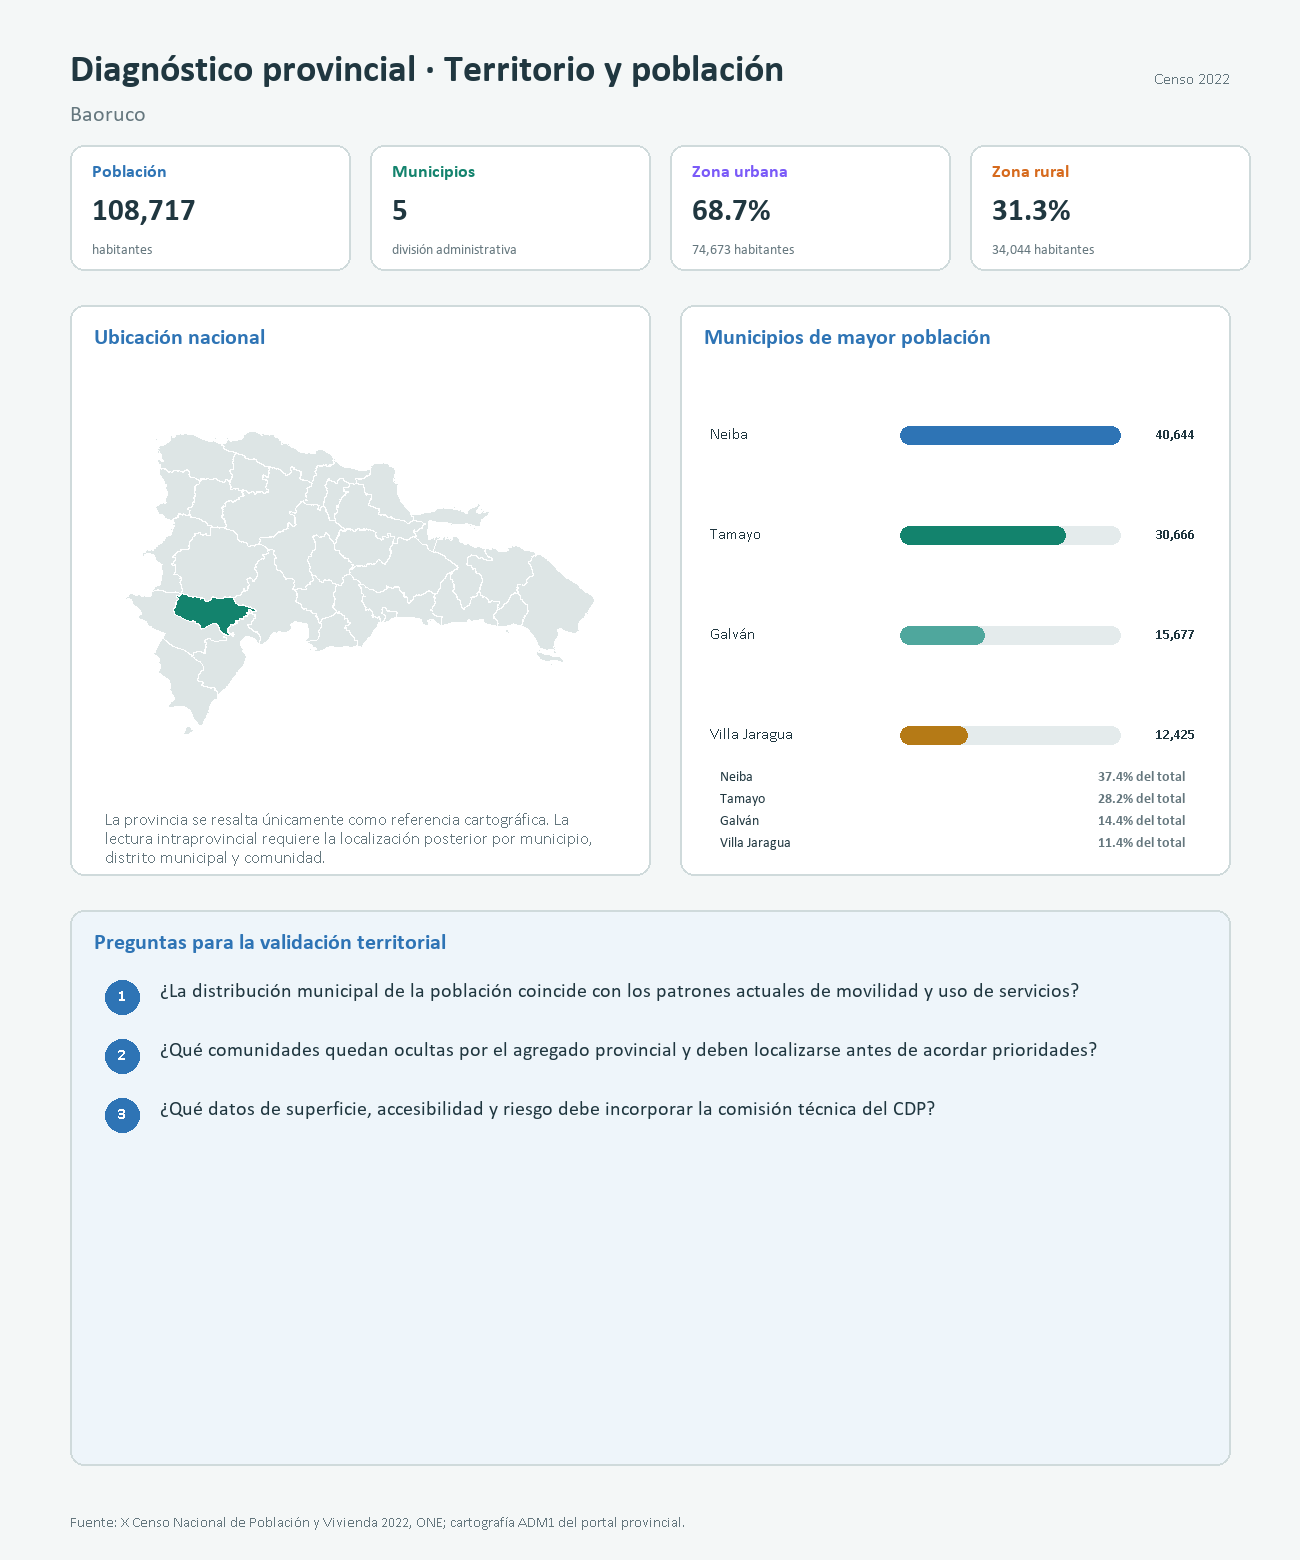 Diagnóstico provincial · Territorio y población
Censo 2022
Baoruco
Población
108,717
habitantes
Municipios
5
división administrativa
Zona urbana
68.7%
74,673 habitantes
Zona rural
31.3%
34,044 habitantes
Ubicación nacional
La provincia se resalta únicamente como referencia cartográfica. La
lectura intraprovincial requiere la localización posterior por municipio,
distrito municipal y comunidad.
Municipios de mayor población
Neiba 40,644
Tamayo 30,666
Galván 15,677
Villa Jaragua 12,425
Neiba 37.4% del total
Tamayo 28.2% del total
Galván 14.4% del total
Villa Jaragua 11.4% del total
Preguntas para la validación territorial
1 ¿La distribución municipal de la población coincide con los patrones actuales de movilidad y uso de servicios?
2 ¿Qué comunidades quedan ocultas por el agregado provincial y deben localizarse antes de acordar prioridades?
3 ¿Qué datos de superficie, accesibilidad y riesgo debe incorporar la comisión técnica del CDP?
Fuente: X Censo Nacional de Población y Vivienda 2022, ONE; cartografía ADM1 del portal provincial.